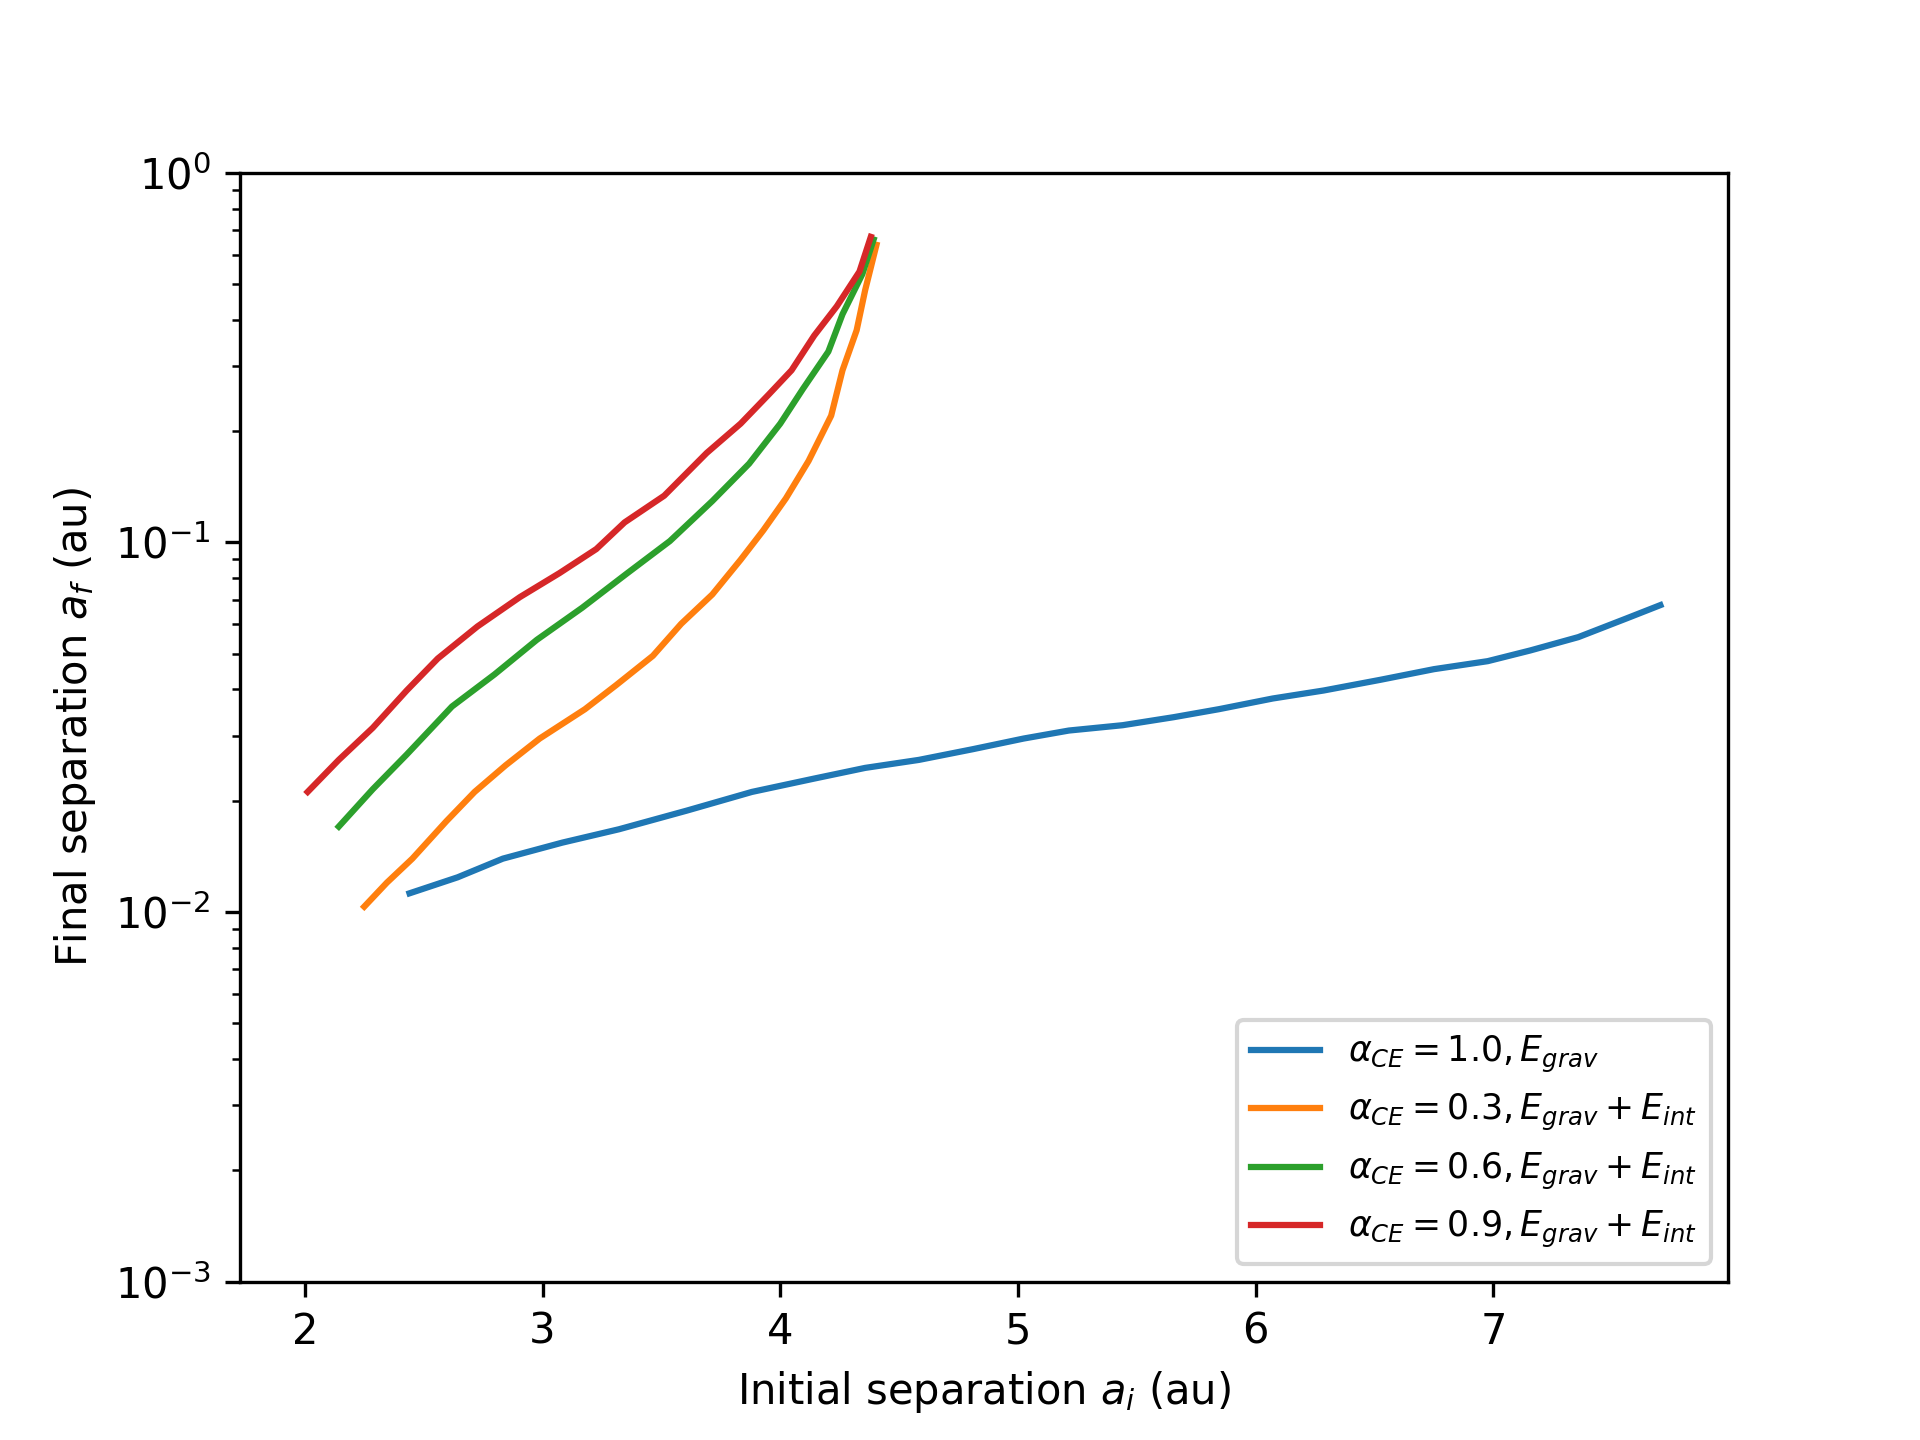 10⁰
10⁻¹
10⁻²
10⁻³
Final separation a_f (au)
2 3 4 5 6 7
Initial separation a_i (au)
α_CE = 1.0, E_grav
α_CE = 0.3, E_grav + E_int
α_CE = 0.6, E_grav + E_int
α_CE = 0.9, E_grav + E_int